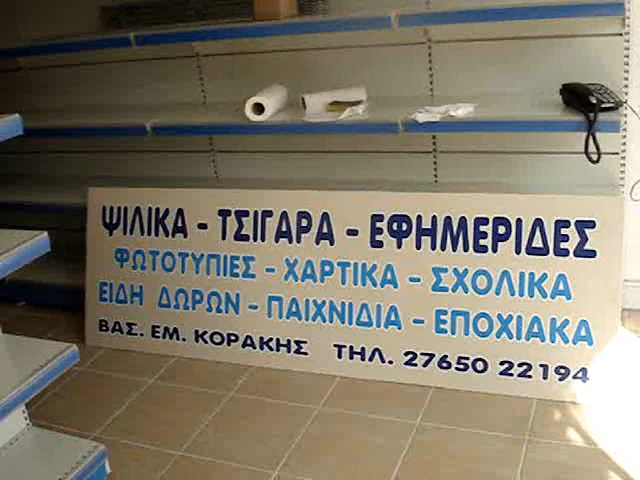 ΨΙΛΙΚΑ - ΤΣΙΓΑΡΑ - ΕΦΗΜΕΡΙΔΕΣ
ΦΩΤΟΤΥΠΙΕΣ - ΧΑΡΤΙΚΑ - ΣΧΟΛΙΚΑ
ΕΙΔΗ ΔΩΡΩΝ - ΠΑΙΧΝΙΔΙΑ - ΕΠΟΧΙΑΚΑ
ΒΑΣ. ΕΜ. ΚΟΡΑΚΗΣ ΤΗΛ. 27650 22194